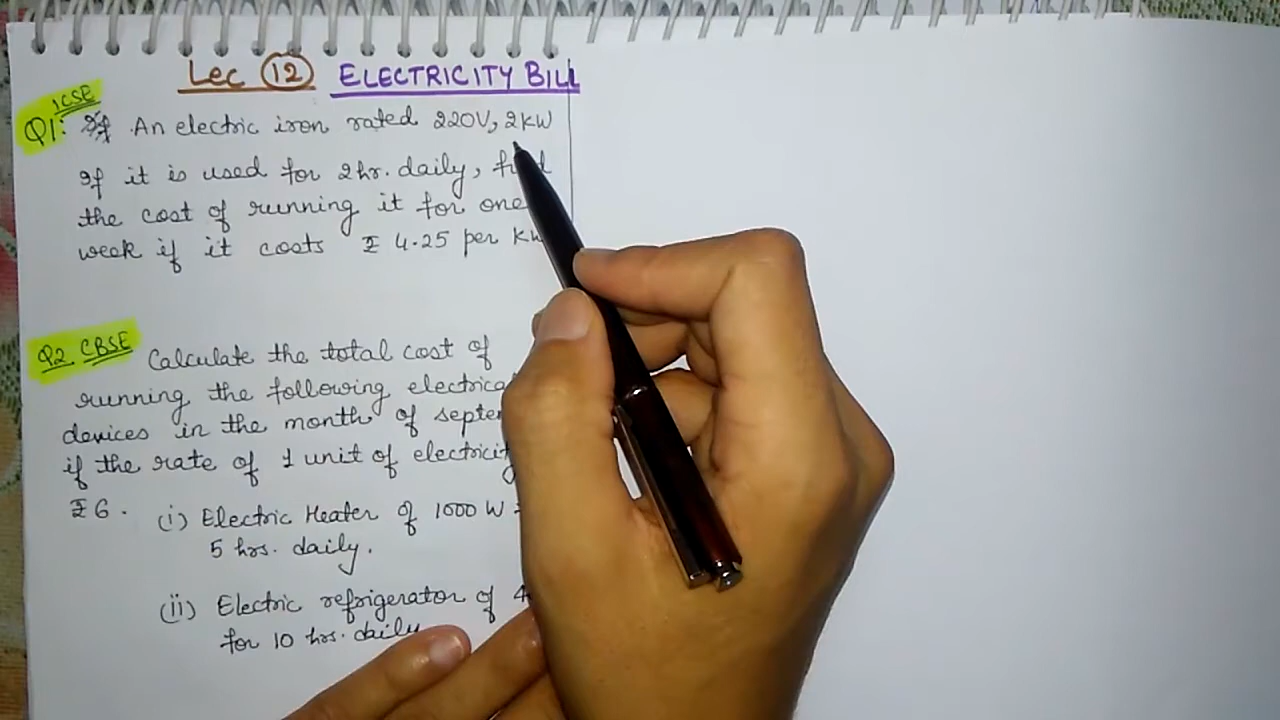 Lec 12 ELECTRICITY BILL
ICSE
Q1: An electric iron rated 220V, 2KW
If it is used for 2hr. daily,
the cost of running it for one
week if it costs ₹ 4.25 per
Q2 CBSE Calculate the total cost of
running the following
devices in the month of
if the rate of 1 unit of
₹6. (i) Electric Heater of 1000 W
5 hrs. daily.
(ii) Electric refrigerator of
for 10 hrs. daily